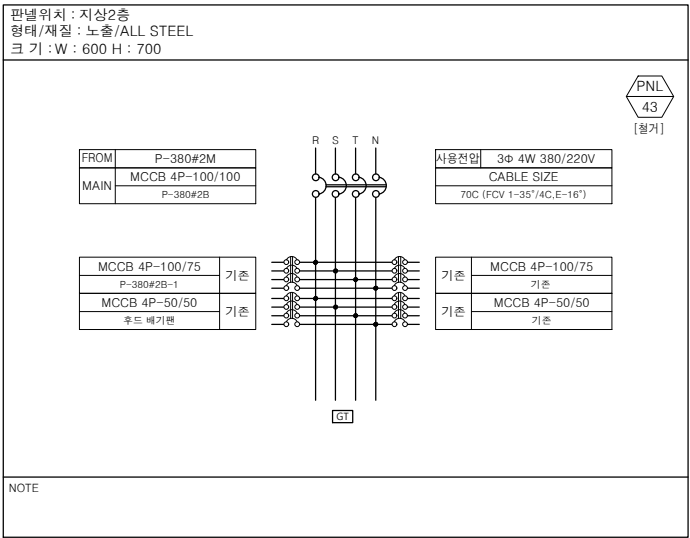 판넬위치 : 지상2층
형태/재질 : 노출/ALL STEEL
크 기 : W : 600 H : 700
PNL
43
[철거]
R S T N
FROM P-380#2M
MAIN MCCB 4P-100/100
P-380#2B
사용전압 3Φ 4W 380/220V
CABLE SIZE
70C (FCV 1-35°/4C,E-16°)
MCCB 4P-100/75 기존
P-380#2B-1
MCCB 4P-50/50 기존
후드 배기팬
기존 MCCB 4P-100/75
기존
기존 MCCB 4P-50/50
기존
GT
NOTE